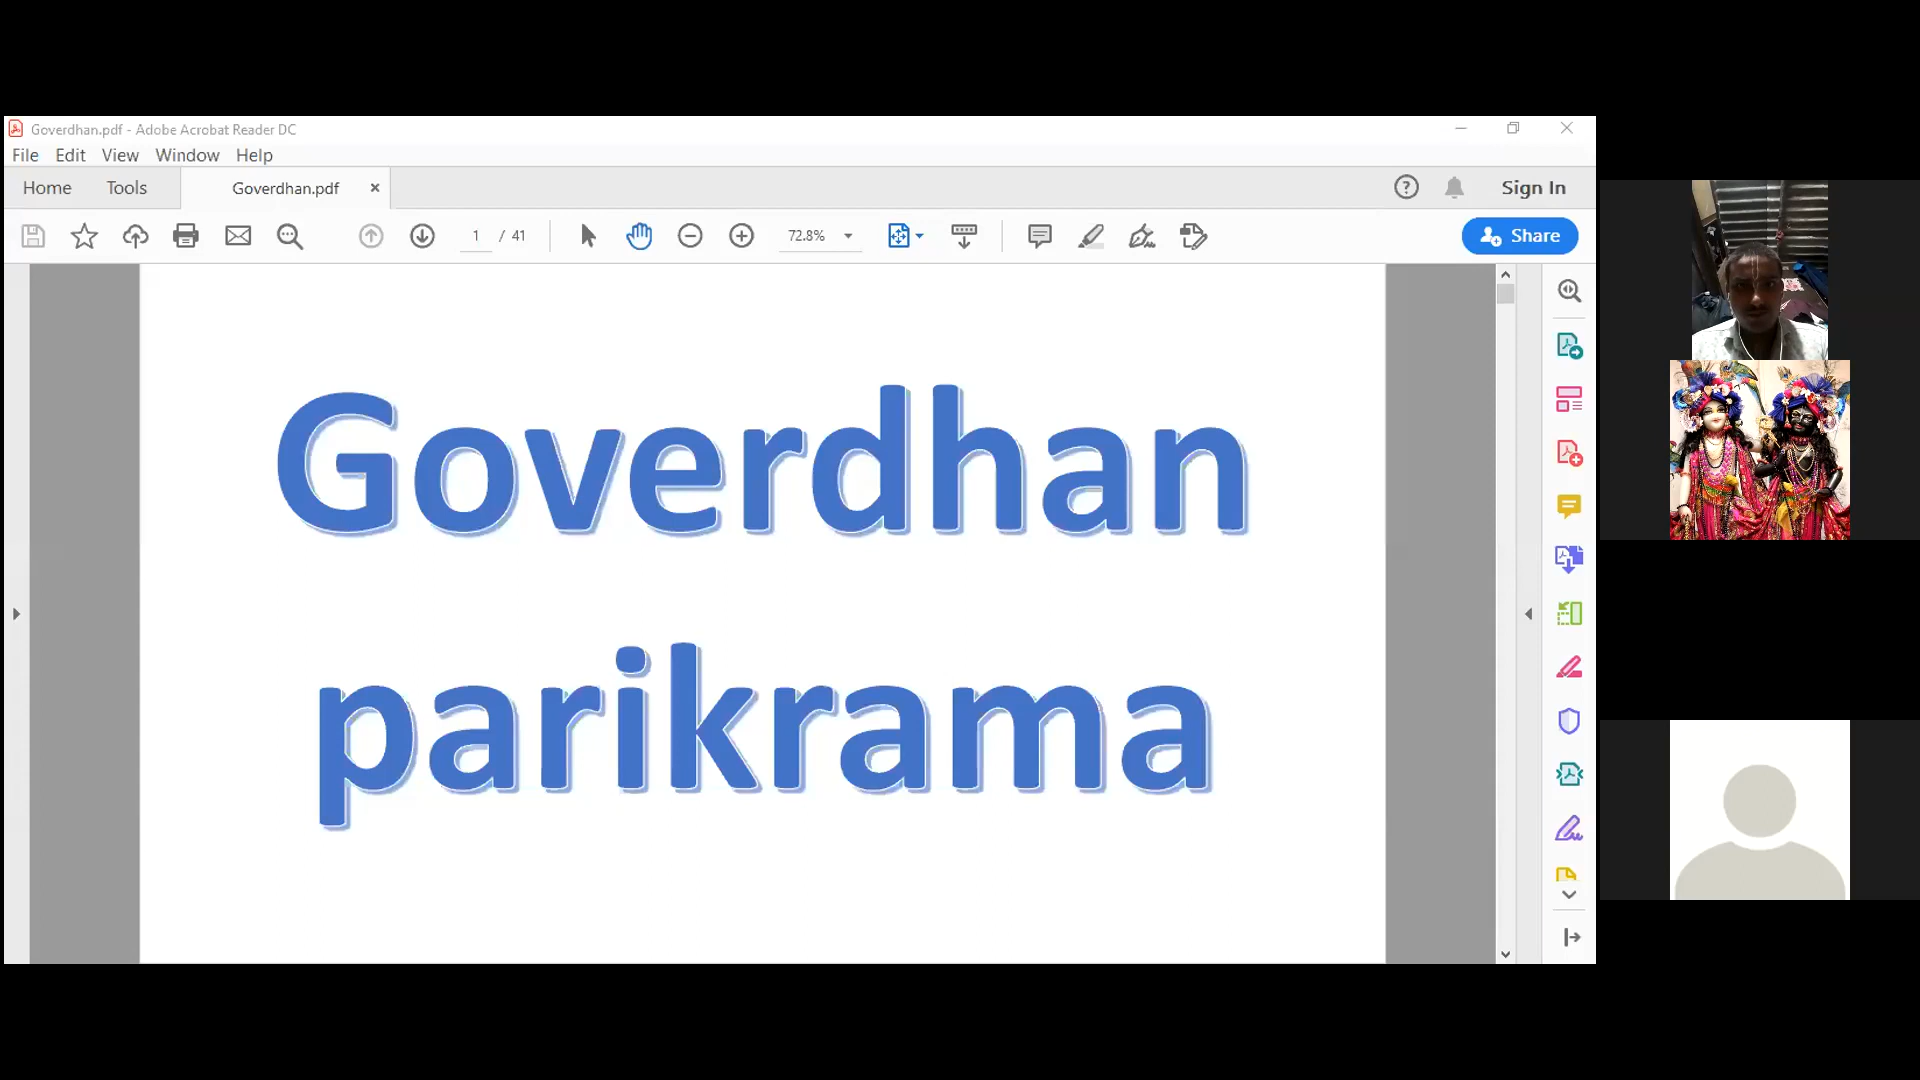 Goverdhan.pdf - Adobe Acrobat Reader DC
File Edit View Window Help
Home Tools Goverdhan.pdf × Sign In
1 / 41 72.8% Share
Goverdhan
parikrama